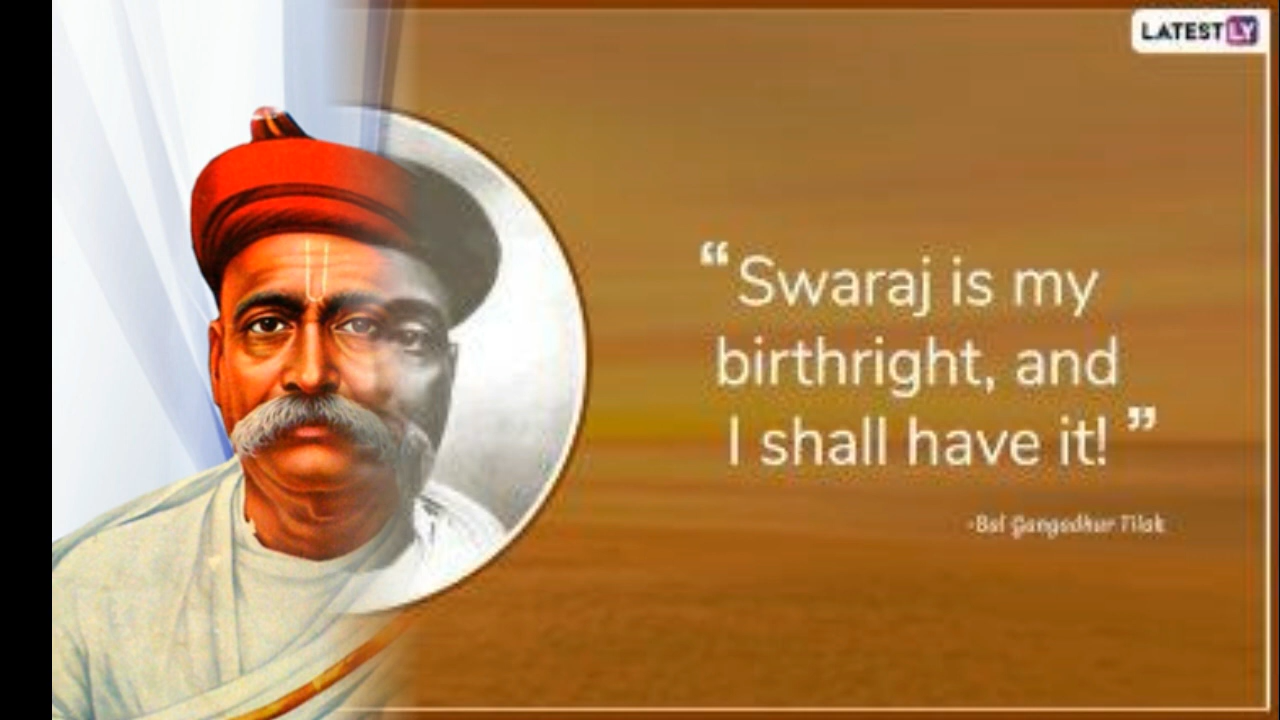 LATESTLY
“Swaraj is my
birthright, and
I shall have it!”
-Bal Gangadhar Tilak